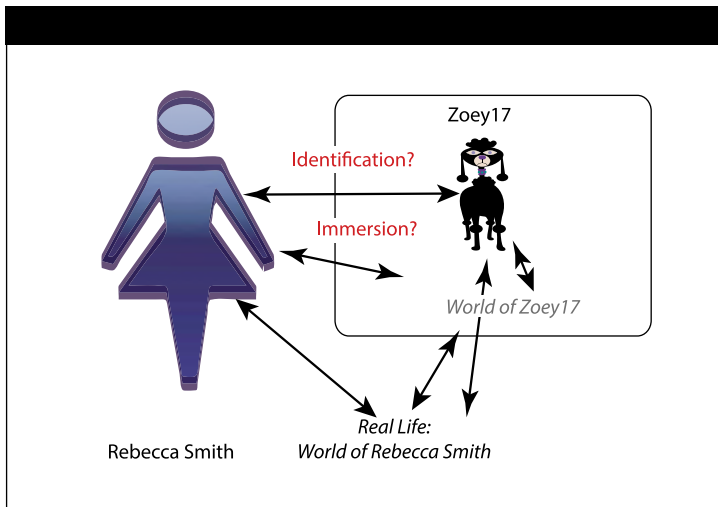 Zoey17
Identification?
Immersion?
World of Zoey17
Real Life:
World of Rebecca Smith
Rebecca Smith